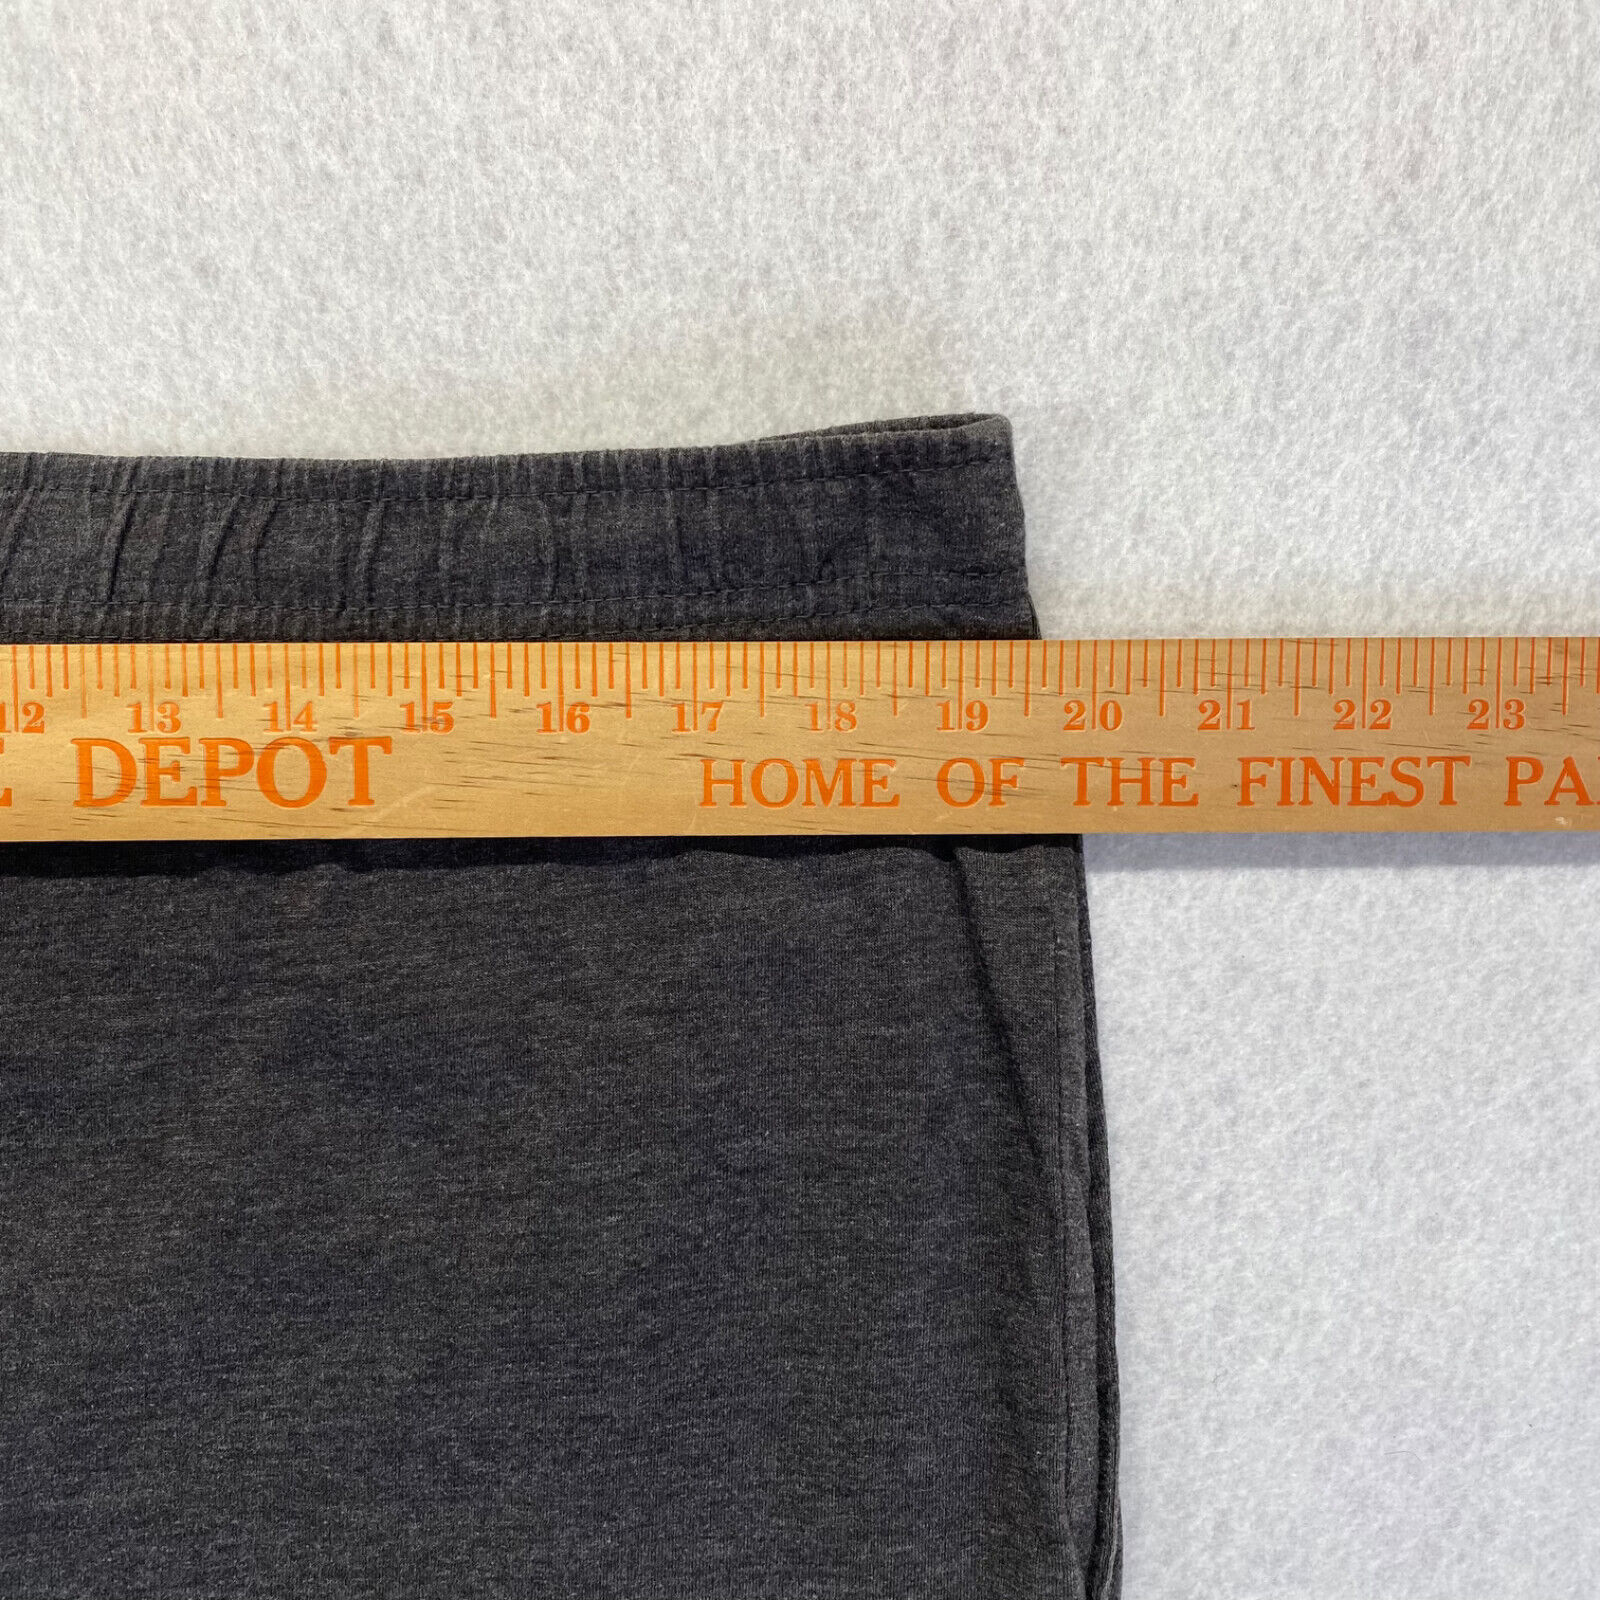 12 13 14 15 16 17 18 19 20 21 22 23
DEPOT HOME OF THE FINEST